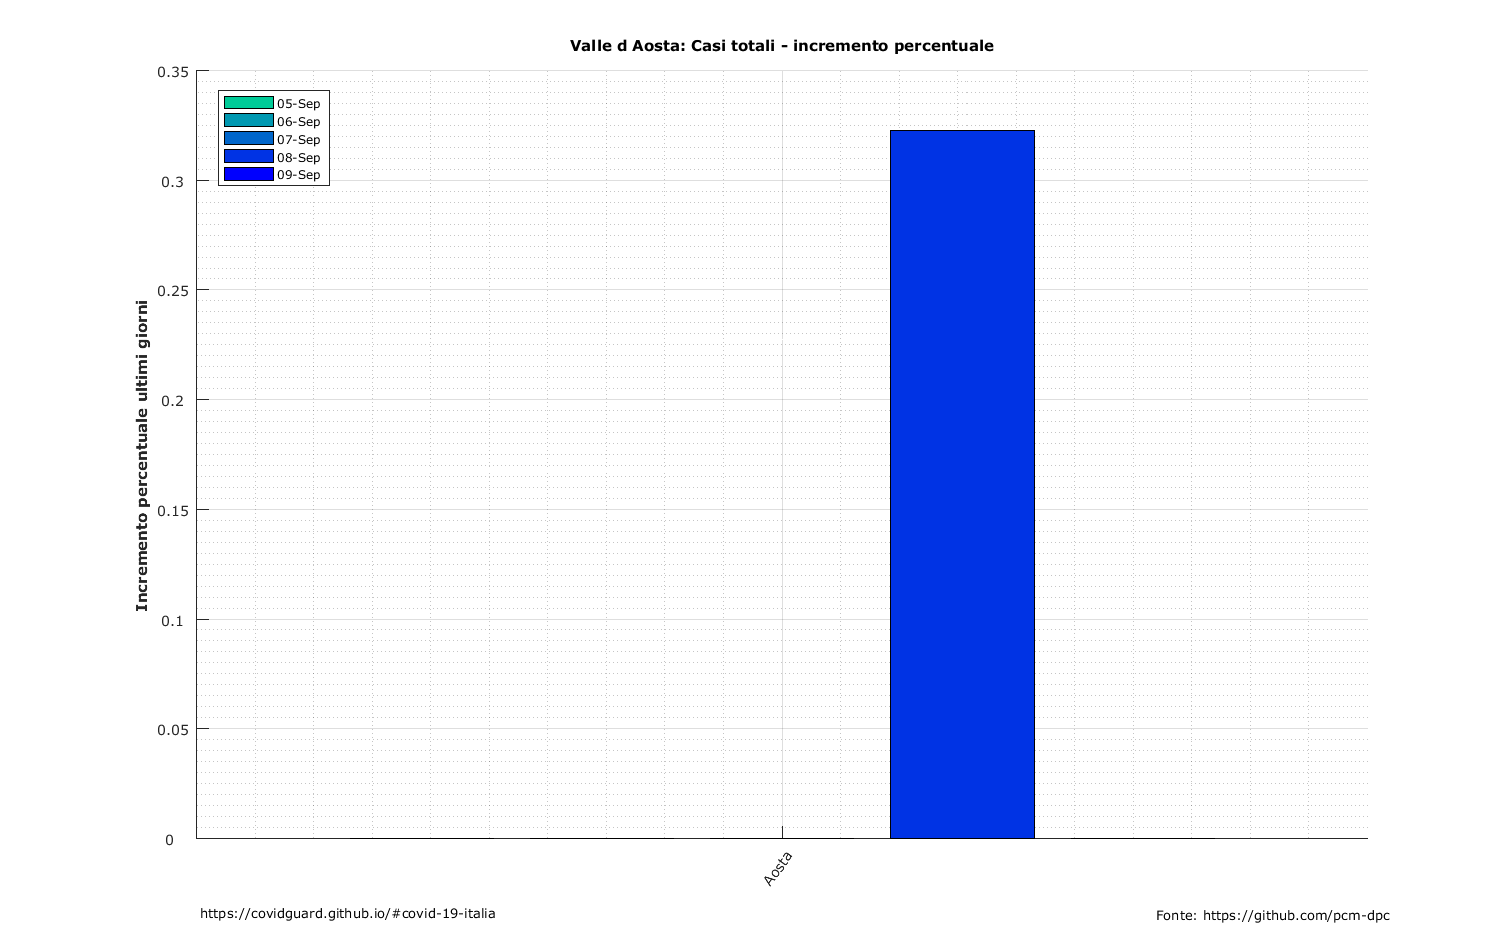 Valle d Aosta: Casi totali - incremento percentuale
0.35
0.3
0.25
0.2
0.15
0.1
0.05
0
Incremento percentuale ultimi giorni
05-Sep
06-Sep
07-Sep
08-Sep
09-Sep
Aosta
https://covidguard.github.io/#covid-19-italia
Fonte: https://github.com/pcm-dpc